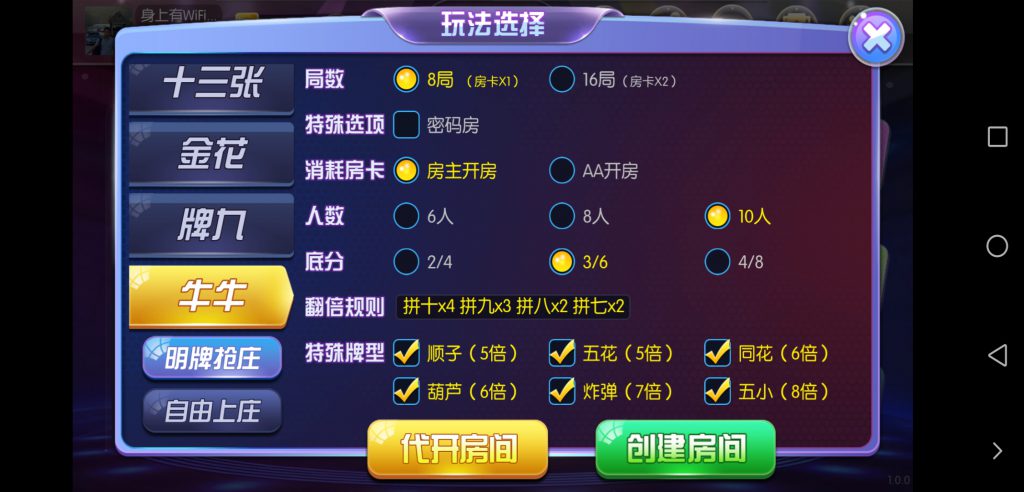 身上有WiFi...
玩法选择
十三张
金花
牌九
牛牛
明牌抢庄
自由上庄
局数 8局 (房卡X1) 16局 (房卡X2)
特殊选项 密码房
消耗房卡 房主开房 AA开房
人数 6人 8人 10人
底分 2/4 3/6 4/8
翻倍规则 拼十x4 拼九x3 拼八x2 拼七x2
特殊牌型 顺子(5倍) 五花(5倍) 同花(6倍)
葫芦(6倍) 炸弹(7倍) 五小(8倍)
代开房间 创建房间
1.0.0